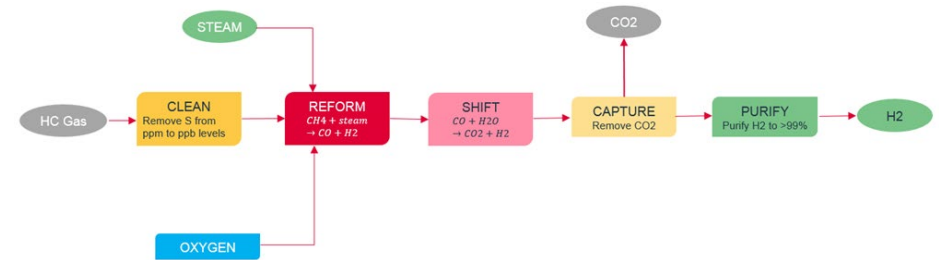 STEAM
CO2
HC Gas
CLEAN
Remove S from
ppm to ppb levels
REFORM
CH4 + steam
→ CO + H2
SHIFT
CO + H2O
→ CO2 + H2
CAPTURE
Remove CO2
PURIFY
Purify H2 to >99%
H2
OXYGEN